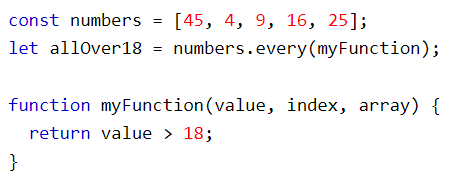 const numbers = [45, 4, 9, 16, 25];
let allOver18 = numbers.every(myFunction);

function myFunction(value, index, array) {
  return value > 18;
}